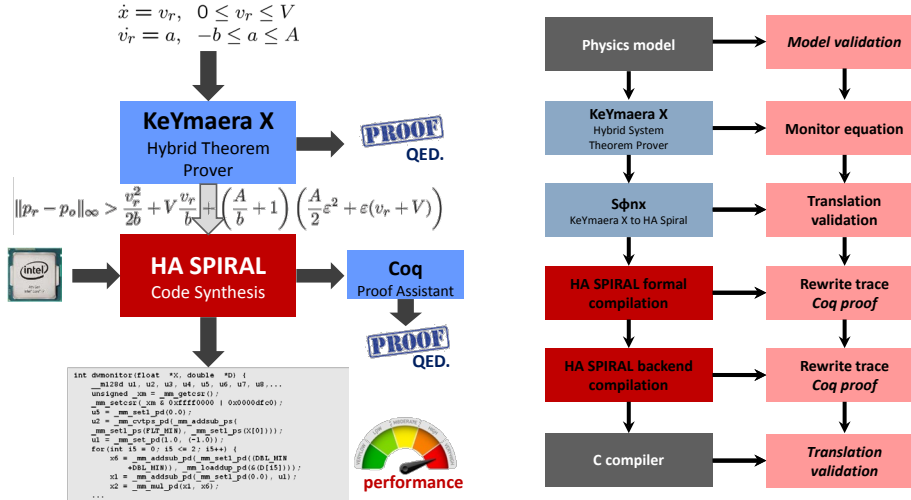 ẋ = v_r, 0 ≤ v_r ≤ V
v̇_r = a, −b ≤ a ≤ A
KeYmaera X
Hybrid Theorem
Prover
PROOF
QED.
‖p_r − p_o‖_∞ > v_r^2/2b + V v_r/b + (A/b + 1) (A/2 ε^2 + ε(v_r + V))
intel
HA SPIRAL
Code Synthesis
Coq
Proof Assistant
PROOF
QED.
int dwmonitor(float *X, double *D) {
__m128d u1, u2, u3, u4, u5, u6, u7, u8,...
unsigned _xm = _mm_getcsr();
_mm_setcsr(_xm & 0xffff0000 | 0x0000dfc0);
u5 = _mm_set1_pd(0.0);
u2 = _mm_cvtps_pd(_mm_addsub_ps(
_mm_set1_ps(FLT_MIN), _mm_set1_ps(X[0])));
u1 = _mm_set_pd(1.0, (-1.0));
for(int i5 = 0; i5 <= 2; i5++) {
x6 = _mm_addsub_pd(_mm_set1_pd((DBL_MIN
+DBL_MIN)), _mm_loaddup_pd(&(D[i5])));
x1 = _mm_addsub_pd(_mm_set1_pd(0.0), u1);
x2 = _mm_mul_pd(x1, x6);
...
performance
Physics model
Model validation
KeYmaera X
Hybrid System
Theorem Prover
Monitor equation
Sφnx
KeYmaera X to HA Spiral
Translation
validation
HA SPIRAL formal
compilation
Rewrite trace
Coq proof
HA SPIRAL backend
compilation
Rewrite trace
Coq proof
C compiler
Translation
validation